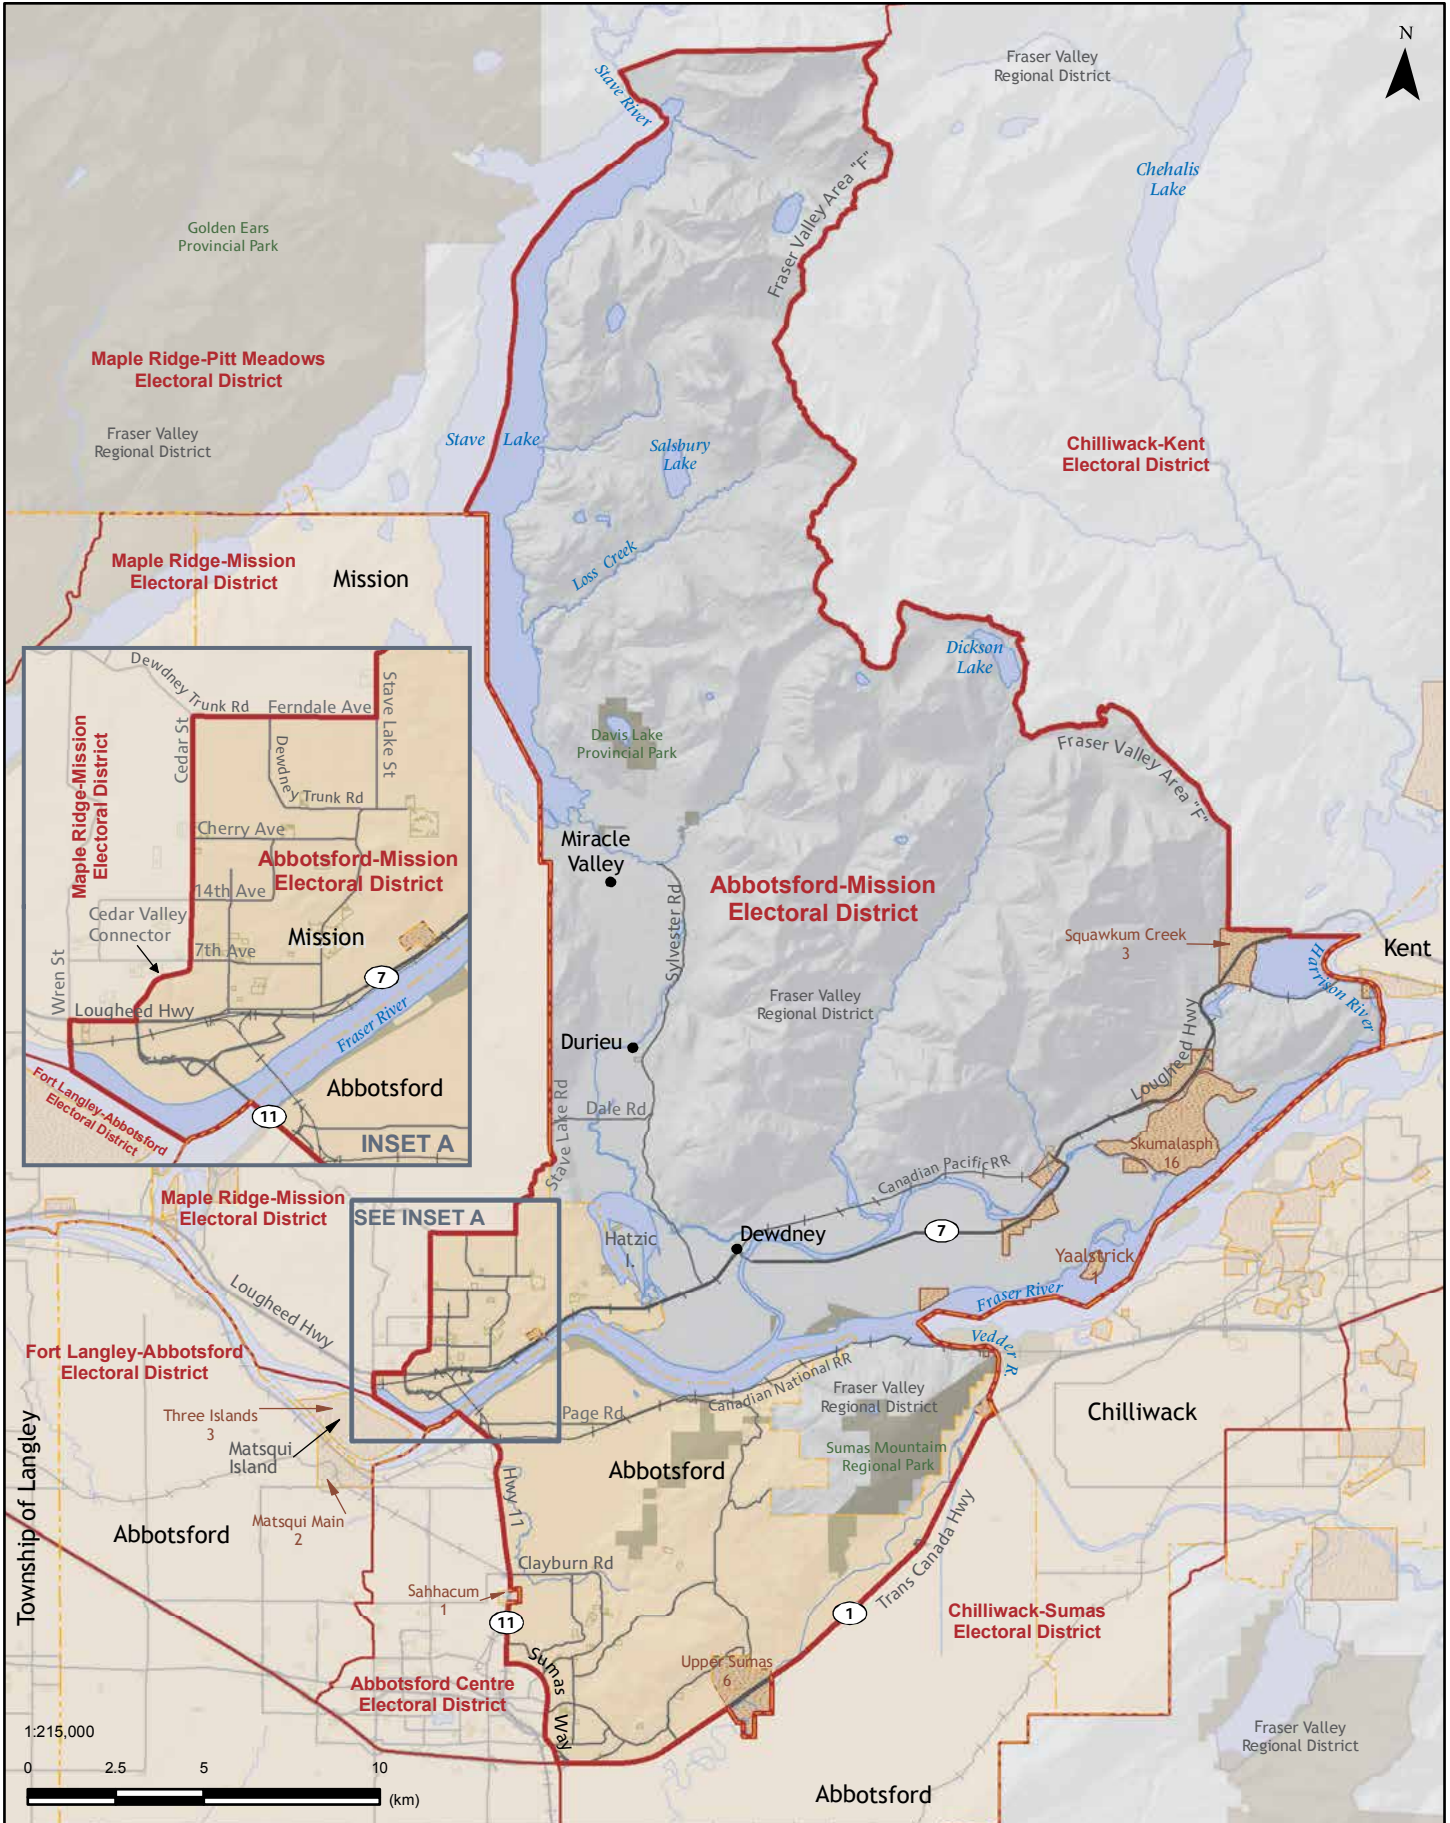 N
Fraser Valley
Regional District
Stave River
Chehalis
Lake
Fraser Valley Area "F"
Golden Ears
Provincial Park
Maple Ridge-Pitt Meadows
Electoral District
Fraser Valley
Regional District
Stave Lake
Salsbury
Lake
Chilliwack-Kent
Electoral District
Loss Creek
Maple Ridge-Mission
Electoral District
Mission
Dickson
Lake
Davis Lake
Provincial Park
Fraser Valley Area "F"
Dewdney
Trunk Rd
Ferndale Ave
Stave Lake St
Cedar St
Maple Ridge-Mission
Electoral District
Dewdney
Trunk Rd
Cherry Ave
Abbotsford-Mission
Electoral District
14th Ave
Cedar Valley
Connector
Mission
7th Ave
Wren St
7
Lougheed Hwy
Fraser River
Fort Langley-Abbotsford
Electoral District
Abbotsford
11
INSET A
Miracle
Valley
Abbotsford-Mission
Electoral District
Sylvester Rd
Squawkum Creek
3
Kent
Harrison River
Fraser Valley
Regional District
Durieu
Lougheed Hwy
Dale Rd
Stave Lake Rd
Skumalasph
16
Canadian Pacific RR
Maple Ridge-Mission
Electoral District
SEE INSET A
Hatzic
I.
Dewdney
7
Yaalstrick
1
Fraser River
Lougheed Hwy
Vedder R.
Fort Langley-Abbotsford
Electoral District
Canadian National RR
Fraser Valley
Regional District
Three Islands
3
Page Rd
Chilliwack
Matsqui
Island
Sumas Mountaim
Regional Park
Abbotsford
Township of Langley
Hwy 11
Matsqui Main
2
Abbotsford
Trans Canada Hwy
Clayburn Rd
Sahhacum
1
11
1
Chilliwack-Sumas
Electoral District
Sumas Way
Upper Sumas
6
Abbotsford Centre
Electoral District
1:215,000
Fraser Valley
Regional District
0 2.5 5 10
(km)
Abbotsford